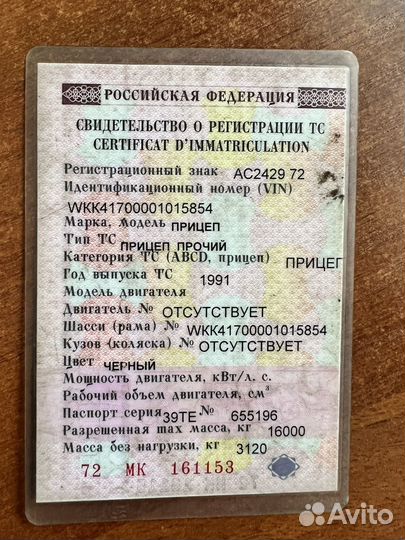 РОССИЙСКАЯ ФЕДЕРАЦИЯ
СВИДЕТЕЛЬСТВО О РЕГИСТРАЦИИ ТС
CERTIFICAT D'IMMATRICULATION
Регистрационный знак АС2429 72
Идентификационный номер (VIN)
WKK41700001015854
Марка, модель ПРИЦЕП
Тип ТС ПРИЦЕП ПРОЧИЙ
Категория ТС (ABCD, прицеп) ПРИЦЕП
Год выпуска ТС 1991
Модель двигателя
Двигатель № ОТСУТСТВУЕТ
Шасси (рама) № WKK41700001015854
Кузов (коляска) № ОТСУТСТВУЕТ
Цвет ЧЕРНЫЙ
Мощность двигателя, кВт/л. с.
Рабочий объем двигателя, см³
Паспорт серия 39ТЕ № 655196
Разрешенная max масса, кг 16000
Масса без нагрузки, кг 3120
72 МК 161153
Avito